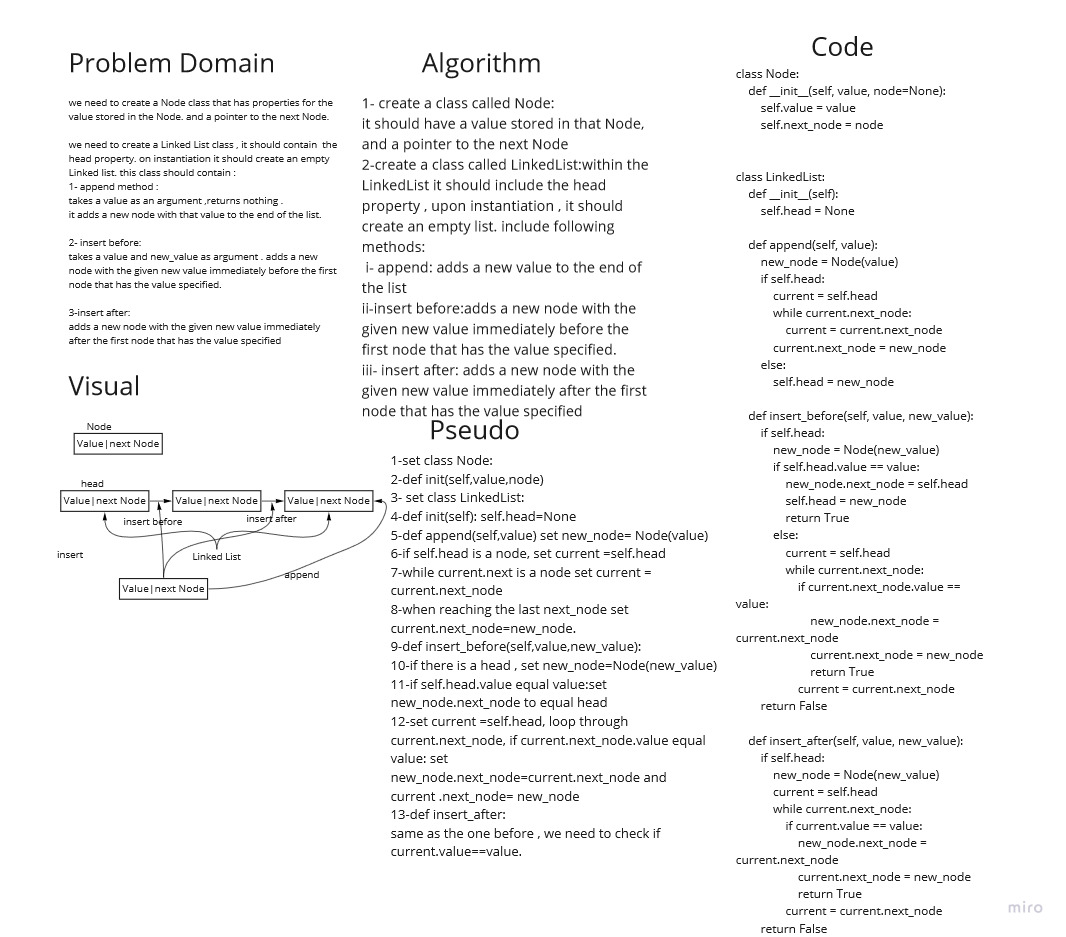 Problem Domain
we need to create a Node class that has properties for the
value stored in the Node. and a pointer to the next Node.
we need to create a Linked List class , it should contain  the
head property. on instantiation it should create an empty
Linked list. this class should contain :
1- append method :
takes a value as an argument ,returns nothing .
it adds a new node with that value to the end of the list.
2- insert before:
takes a value and new_value as argument . adds a new
node with the given new value immediately before the first
node that has the value specified.
3-insert after:
adds a new node with the given new value immediately
after the first node that has the value specified
Visual
Node
Value|next Node
head
Value|next Node
Value|next Node
Value|next Node
insert before
insert after
insert
Linked List
append
Value|next Node
Algorithm
1- create a class called Node:
it should have a value stored in that Node,
and a pointer to the next Node
2-create a class called LinkedList:within the
LinkedList it should include the head
property , upon instantiation , it should
create an empty list. include following
methods:
i- append: adds a new value to the end of
the list
ii-insert before:adds a new node with the
given new value immediately before the
first node that has the value specified.
iii- insert after: adds a new node with the
given new value immediately after the first
node that has the value specified
Pseudo
1-set class Node:
2-def init(self,value,node)
3- set class LinkedList:
4-def init(self): self.head=None
5-def append(self,value) set new_node= Node(value)
6-if self.head is a node, set current =self.head
7-while current.next is a node set current =
current.next_node
8-when reaching the last next_node set
current.next_node=new_node.
9-def insert_before(self,value,new_value):
10-if there is a head , set new_node=Node(new_value)
11-if self.head.value equal value:set
new_node.next_node to equal head
12-set current =self.head, loop through
current.next_node, if current.next_node.value equal
value: set
new_node.next_node=current.next_node and
current .next_node= new_node
13-def insert_after:
same as the one before , we need to check if
current.value==value.
Code
class Node:
    def __init__(self, value, node=None):
        self.value = value
        self.next_node = node
class LinkedList:
    def __init__(self):
        self.head = None
    def append(self, value):
        new_node = Node(value)
        if self.head:
            current = self.head
            while current.next_node:
                current = current.next_node
            current.next_node = new_node
        else:
            self.head = new_node
    def insert_before(self, value, new_value):
        if self.head:
            new_node = Node(new_value)
            if self.head.value == value:
                new_node.next_node = self.head
                self.head = new_node
                return True
            else:
                current = self.head
                while current.next_node:
                    if current.next_node.value ==
value:
                        new_node.next_node =
current.next_node
                        current.next_node = new_node
                        return True
                    current = current.next_node
        return False
    def insert_after(self, value, new_value):
        if self.head:
            new_node = Node(new_value)
            current = self.head
            while current.next_node:
                if current.value == value:
                    new_node.next_node =
current.next_node
                    current.next_node = new_node
                    return True
                current = current.next_node
        return False
miro